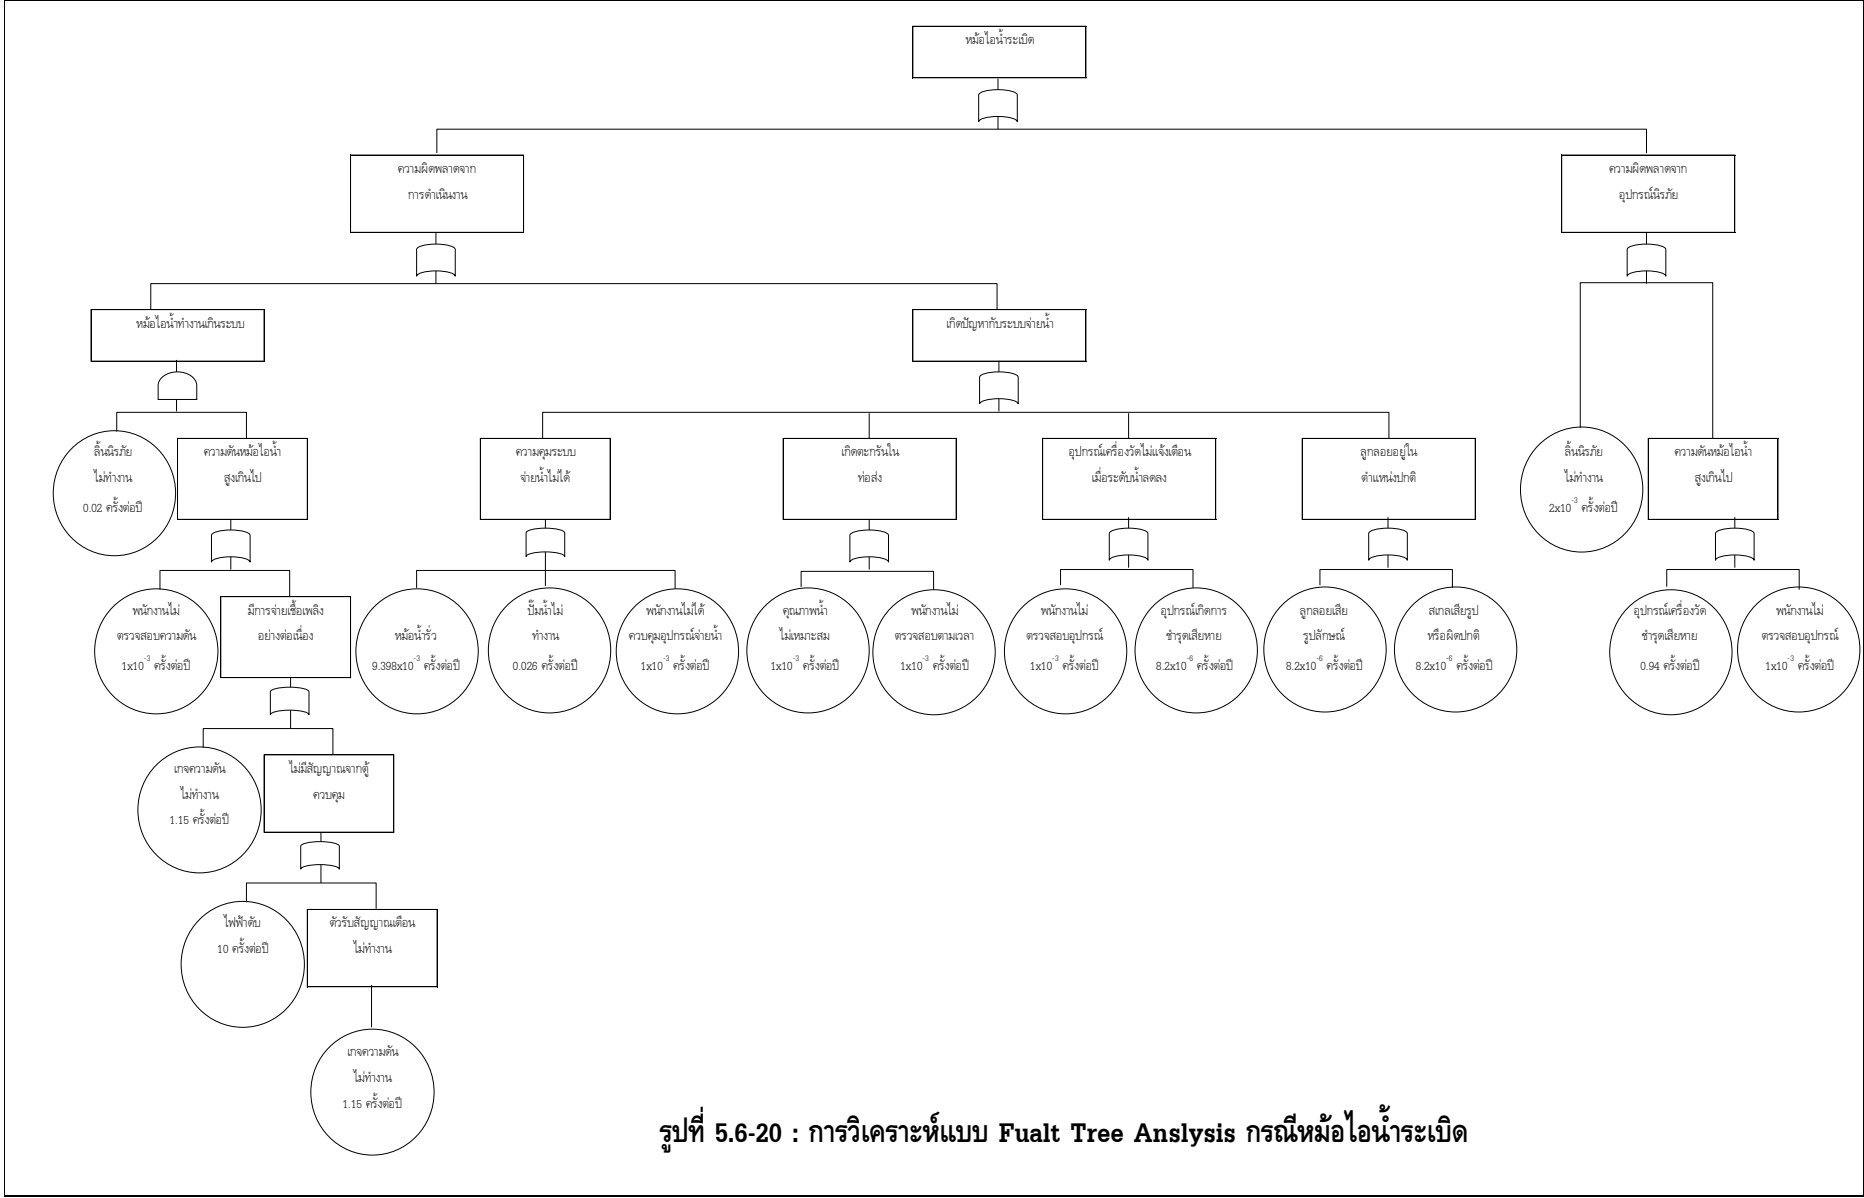 หม้อไอน้ำระเบิด
ความผิดพลาดจาก
การดำเนินงาน
ความผิดพลาดจาก
อุปกรณ์นิรภัย
หม้อไอน้ำทำงานเกินระบบ
เกิดปัญหากับระบบจ่ายน้ำ
ลิ้นนิรภัย
ไม่ทำงาน
0.02 ครั้งต่อปี
ความดันหม้อไอน้ำ
สูงเกินไป
ความคุมระบบ
จ่ายน้ำไม่ได้
เกิดตะกรันใน
ท่อส่ง
อุปกรณ์เครื่องวัดไม่แจ้งเตือน
เมื่อระดับน้ำลดลง
ลูกลอยอยู่ใน
ตำแหน่งปกติ
ลิ้นนิรภัย
ไม่ทำงาน
2x10⁻³ ครั้งต่อปี
ความดันหม้อไอน้ำ
สูงเกินไป
พนักงานไม่
ตรวจสอบความดัน
1x10⁻³ ครั้งต่อปี
มีการจ่ายเชื้อเพลิง
อย่างต่อเนื่อง
หม้อน้ำรั่ว
9.398x10⁻³ ครั้งต่อปี
ปั๊มน้ำไม่
ทำงาน
0.026 ครั้งต่อปี
พนักงานไม่ได้
ควบคุมอุปกรณ์จ่ายน้ำ
1x10⁻³ ครั้งต่อปี
คุณภาพน้ำ
ไม่เหมาะสม
1x10⁻³ ครั้งต่อปี
พนักงานไม่
ตรวจสอบตามเวลา
1x10⁻³ ครั้งต่อปี
พนักงานไม่
ตรวจสอบอุปกรณ์
1x10⁻³ ครั้งต่อปี
อุปกรณ์เกิดการ
ชำรุดเสียหาย
8.2x10⁻⁶ ครั้งต่อปี
ลูกลอยเสีย
รูปลักษณ์
8.2x10⁻⁶ ครั้งต่อปี
สเกลเสียรูป
หรือผิดปกติ
8.2x10⁻⁶ ครั้งต่อปี
อุปกรณ์เครื่องวัด
ชำรุดเสียหาย
0.94 ครั้งต่อปี
พนักงานไม่
ตรวจสอบอุปกรณ์
1x10⁻³ ครั้งต่อปี
เกจความดัน
ไม่ทำงาน
1.15 ครั้งต่อปี
ไม่มีสัญญาณจากตู้
ควบคุม
ไฟฟ้าดับ
10 ครั้งต่อปี
ตัวรับสัญญาณเตือน
ไม่ทำงาน
เกจความดัน
ไม่ทำงาน
1.15 ครั้งต่อปี
รูปที่ 5.6-20 : การวิเคราะห์แบบ Fualt Tree Anslysis กรณีหม้อไอน้ำระเบิด